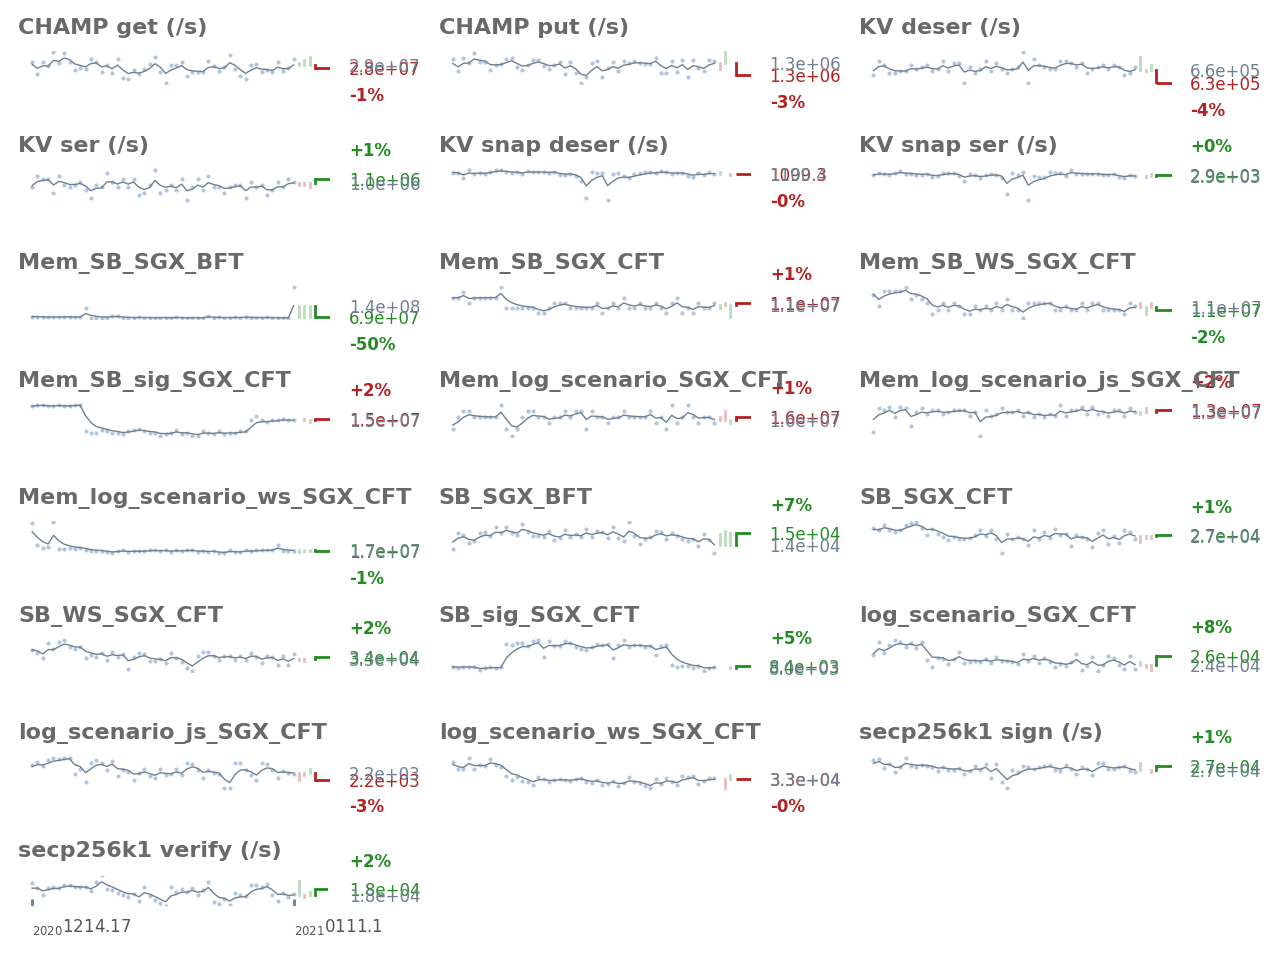 CHAMP get (/s)
2.8e+07
-1%
CHAMP put (/s)
1.3e+06
1.3e+06
-3%
KV deser (/s)
6.6e+05
6.3e+05
-4%
KV ser (/s)
+1%
1.1e+06
1.0e+06
KV snap deser (/s)
-0%
KV snap ser (/s)
+0%
2.9e+03
2.9e+03
Mem_SB_SGX_BFT
1.4e+08
6.9e+07
-50%
Mem_SB_SGX_CFT
+1%
1.1e+07
1.1e+07
Mem_SB_WS_SGX_CFT
1.1e+07
1.1e+07
-2%
Mem_SB_sig_SGX_CFT
+2%
1.5e+07
1.5e+07
Mem_log_scenario_SGX_CFT
+1%
1.6e+07
1.6e+07
Mem_log_scenario_js_SGX_CFT
+2%
1.3e+07
1.3e+07
Mem_log_scenario_ws_SGX_CFT
1.7e+07
1.7e+07
-1%
SB_SGX_BFT
+7%
1.5e+04
1.4e+04
SB_SGX_CFT
+1%
2.7e+04
2.7e+04
SB_WS_SGX_CFT
+2%
3.4e+04
3.3e+04
SB_sig_SGX_CFT
+5%
8.4e+03
8.0e+03
log_scenario_SGX_CFT
+8%
2.6e+04
2.4e+04
log_scenario_js_SGX_CFT
2.2e+03
2.2e+03
-3%
log_scenario_ws_SGX_CFT
3.3e+04
3.3e+04
-0%
secp256k1 sign (/s)
+1%
2.7e+04
2.7e+04
secp256k1 verify (/s)
+2%
1.8e+04
1.8e+04
20201214.17
20210111.1